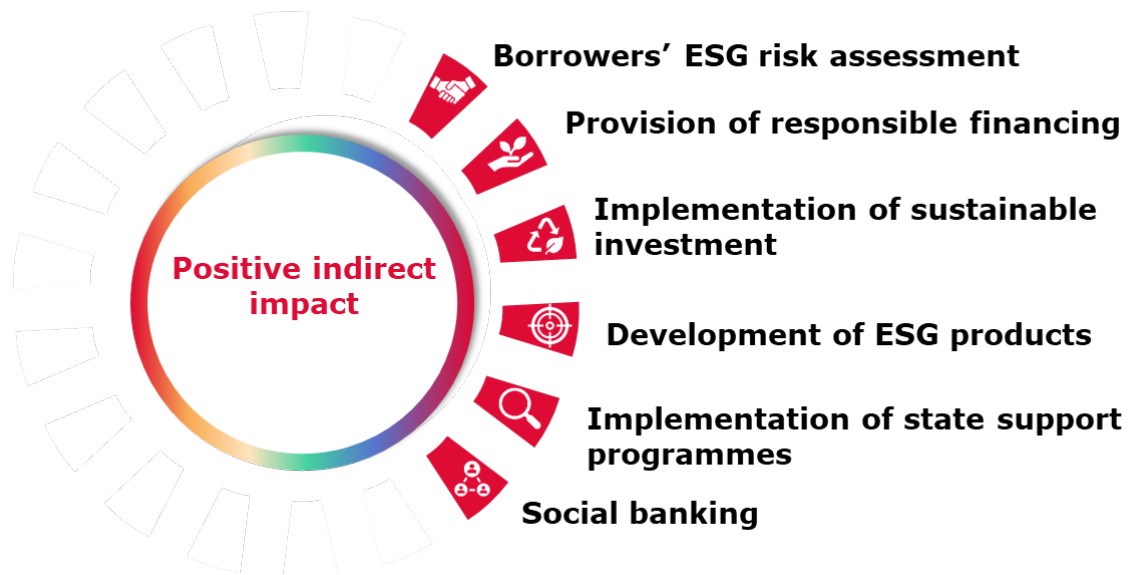 Borrowers’ ESG risk assessment
Provision of responsible financing
Implementation of sustainable
investment
Positive indirect
impact
Development of ESG products
Implementation of state support
programmes
Social banking